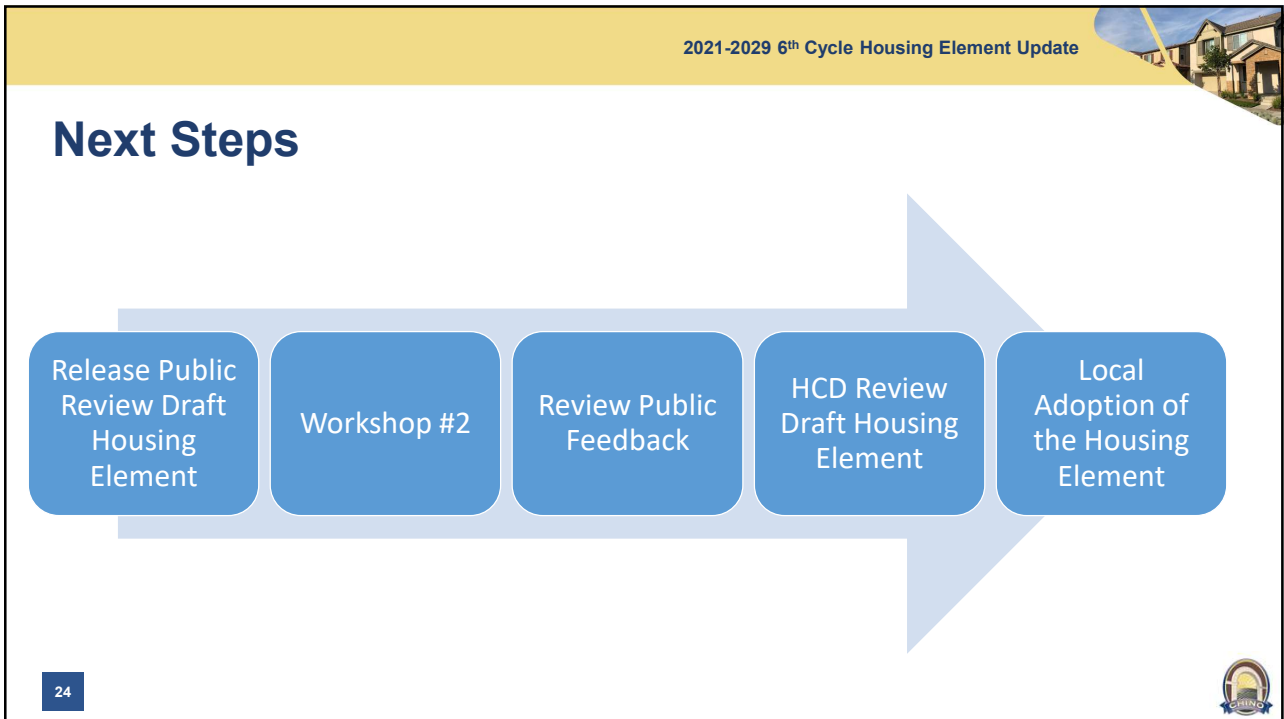 2021-2029 6th Cycle Housing Element Update
Next Steps
Release Public
Review Draft
Housing
Element
Workshop #2
Review Public
Feedback
HCD Review
Draft Housing
Element
Local
Adoption of
the Housing
Element
24
CHINO